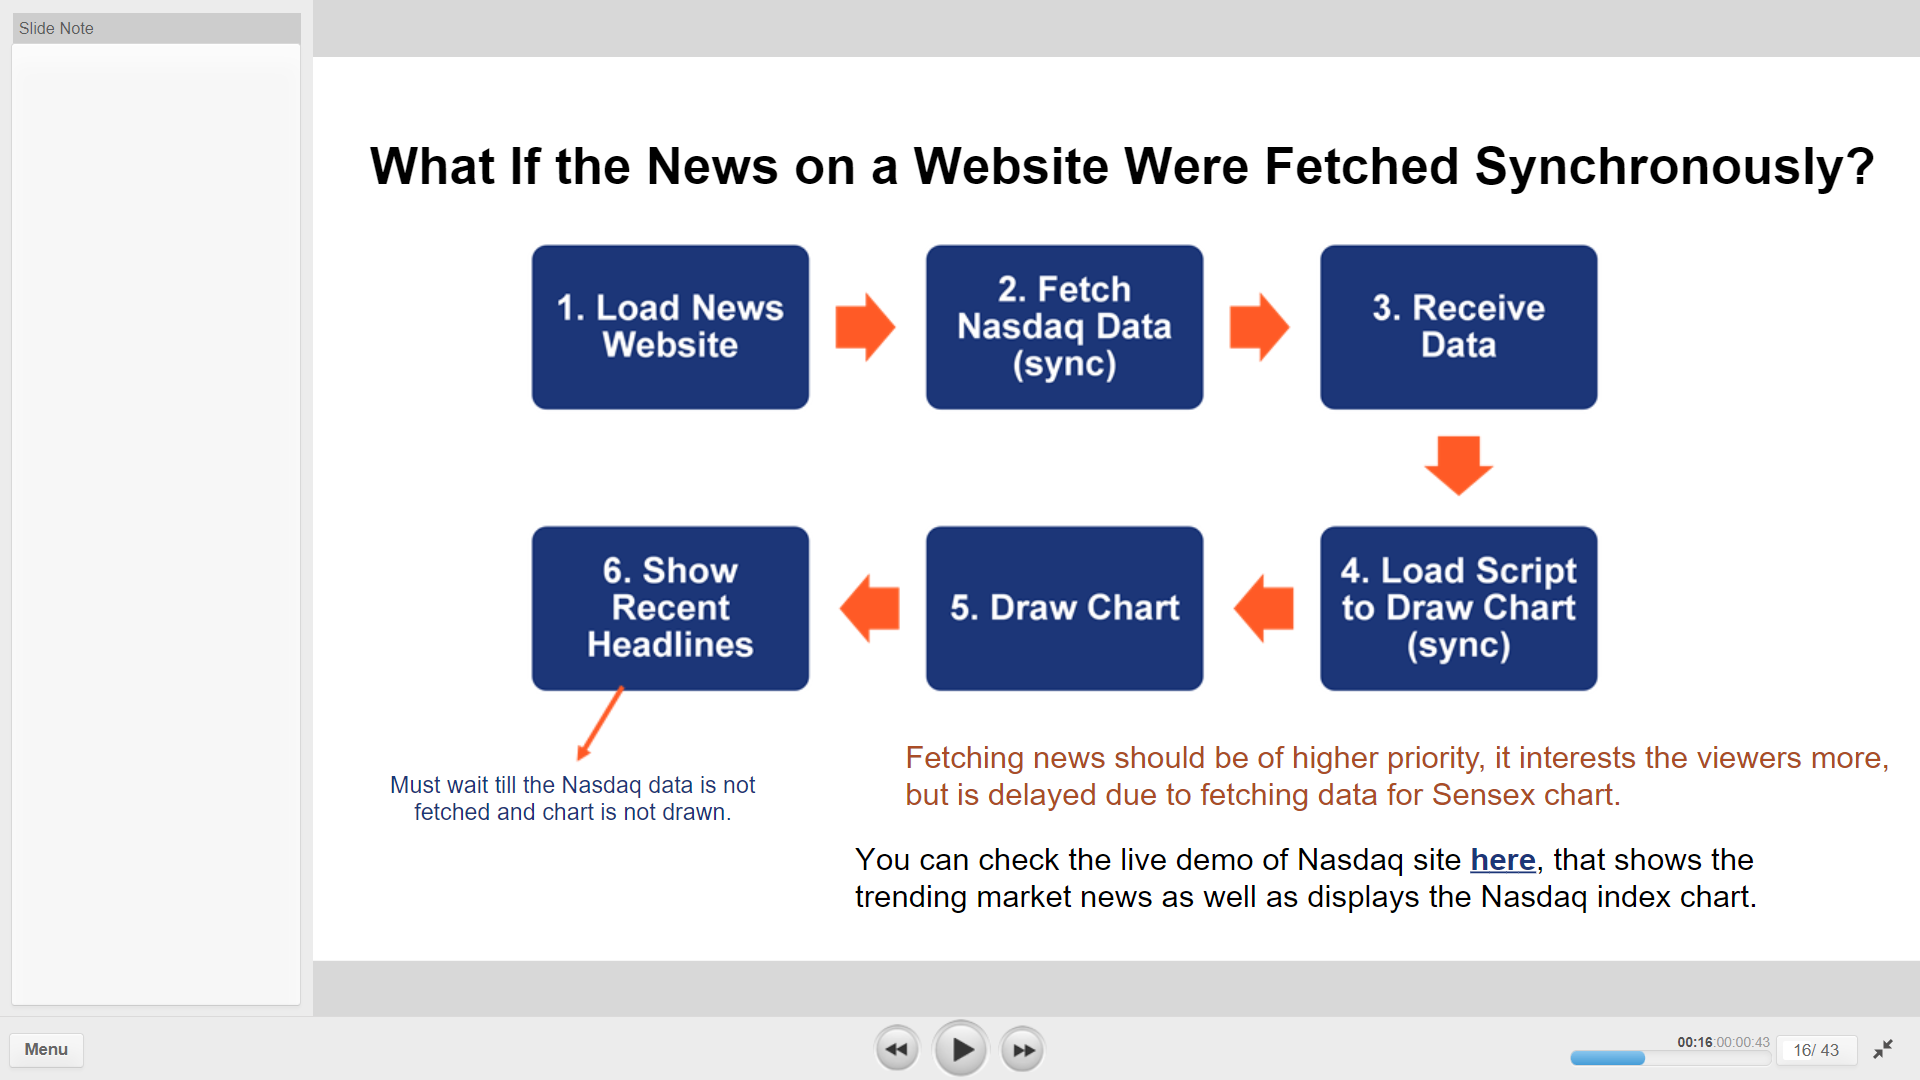 Slide Note
What If the News on a Website Were Fetched Synchronously?
1. Load News
Website
2. Fetch
Nasdaq Data
(sync)
3. Receive
Data
4. Load Script
to Draw Chart
(sync)
5. Draw Chart
6. Show
Recent
Headlines
Must wait till the Nasdaq data is not
fetched and chart is not drawn.
Fetching news should be of higher priority, it interests the viewers more,
but is delayed due to fetching data for Sensex chart.
You can check the live demo of Nasdaq site here, that shows the
trending market news as well as displays the Nasdaq index chart.
Menu
00:16:00:00:43
16/ 43